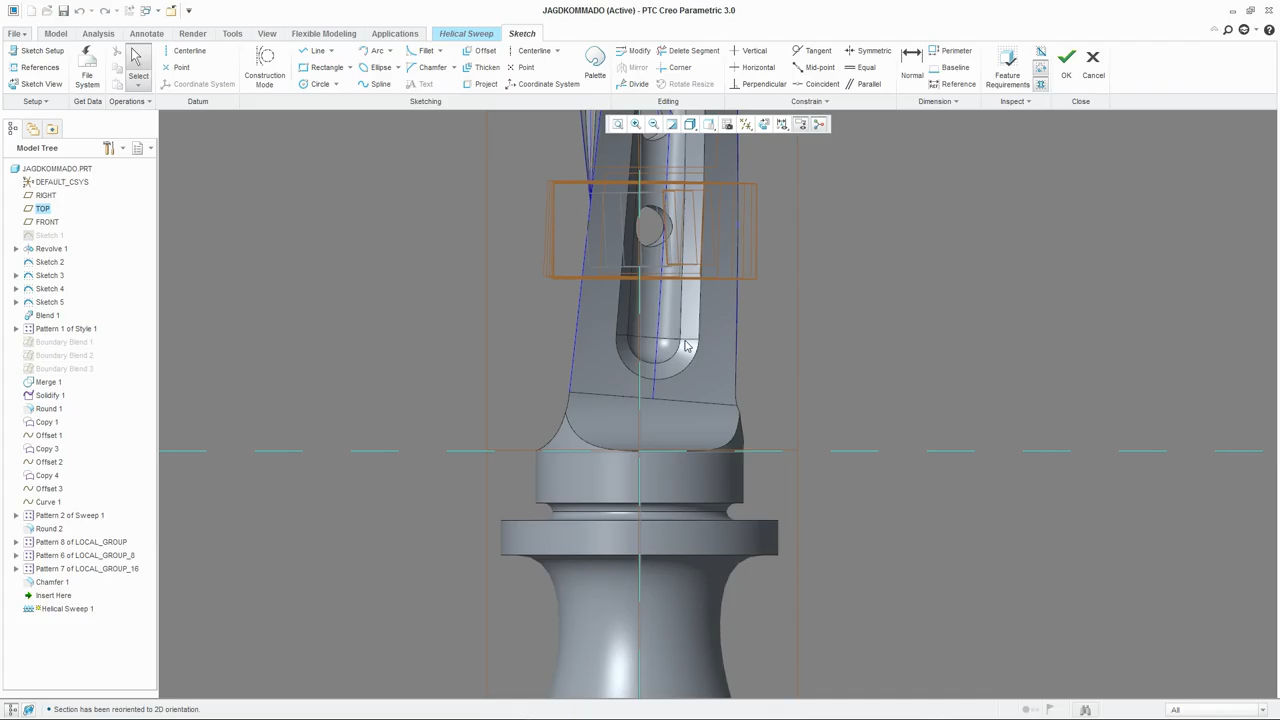 JAGDKOMMADO (Active) - PTC Creo Parametric 3.0
File Model Analysis Annotate Render Tools View Flexible Modeling Applications Helical Sweep Sketch
Sketch Setup
References
Sketch View
Setup
File System
Get Data
Select
Operations
Centerline
Point
Coordinate System
Datum
Construction Mode
Line Arc Fillet Offset Centerline
Rectangle Ellipse Chamfer Thicken Point
Circle Spline Text Project Coordinate System
Palette
Sketching
Modify Delete Segment
Mirror Corner
Divide Rotate Resize
Editing
Vertical Tangent Symmetric
Horizontal Mid-point Equal
Perpendicular Coincident Parallel
Constrain
Normal
Perimeter
Baseline
Reference
Dimension
Feature Requirements
Inspect
OK
Cancel
Close
Model Tree
JAGDKOMMADO.PRT
DEFAULT_CSYS
RIGHT
TOP
FRONT
Sketch 1
Revolve 1
Sketch 2
Sketch 3
Sketch 4
Sketch 5
Blend 1
Pattern 1 of Style 1
Boundary Blend 1
Boundary Blend 2
Boundary Blend 3
Merge 1
Solidify 1
Round 1
Copy 1
Offset 1
Copy 3
Offset 2
Copy 4
Offset 3
Curve 1
Pattern 2 of Sweep 1
Round 2
Pattern 8 of LOCAL_GROUP
Pattern 6 of LOCAL_GROUP_8
Pattern 7 of LOCAL_GROUP_16
Chamfer 1
Insert Here
Helical Sweep 1
Section has been reoriented to 2D orientation.
All